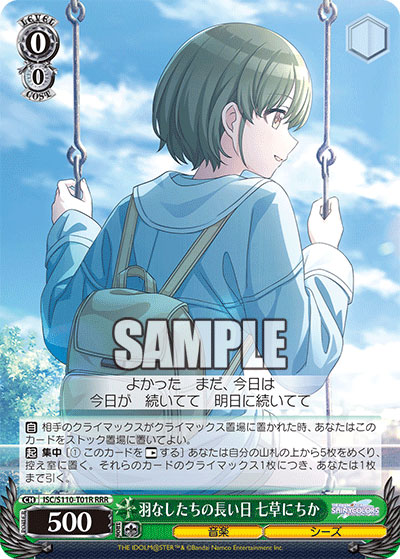 LEVEL
0
0
COST
SAMPLE
よかった　まだ、今日は
今日が　続いてて　明日に続いてて
自 相手のクライマックスがクライマックス置場に置かれた時、あなたはこの
カードをストック置場に置いてよい。
起 集中 ［① このカードを する］ あなたは自分の山札の上から5枚をめくり、
控え室に置く。それらのカードのクライマックス1枚につき、あなたは1枚
まで引く。
CH ISC/S110-T01R RRR
POWER
500
羽なしたちの長い日 七草にちか
THE IDOLM@STER SHINY COLORS
音楽
シーズ
THE IDOLM@STER™ & ©Bandai Namco Entertainment Inc.